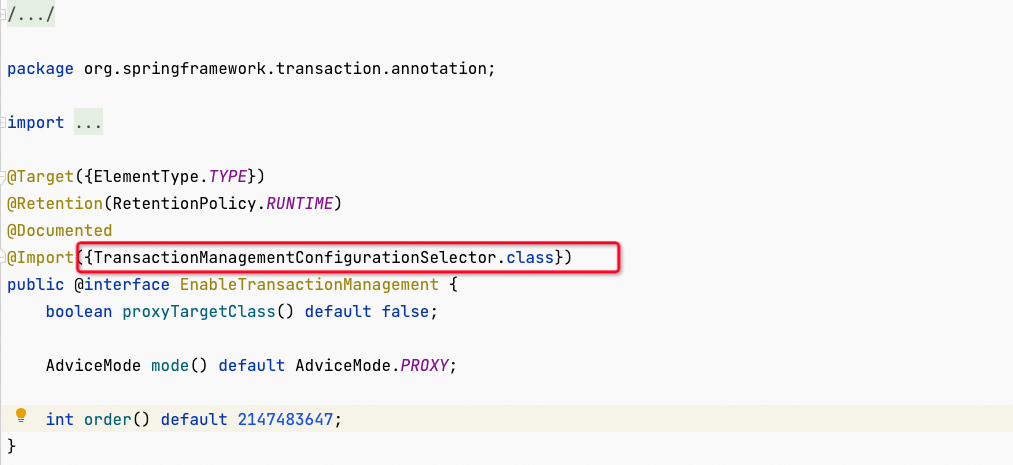 /.../
package org.springframework.transaction.annotation;
import ...
@Target({ElementType.TYPE})
@Retention(RetentionPolicy.RUNTIME)
@Documented
@Import({TransactionManagementConfigurationSelector.class})
public @interface EnableTransactionManagement {
    boolean proxyTargetClass() default false;
    AdviceMode mode() default AdviceMode.PROXY;
    int order() default 2147483647;
}